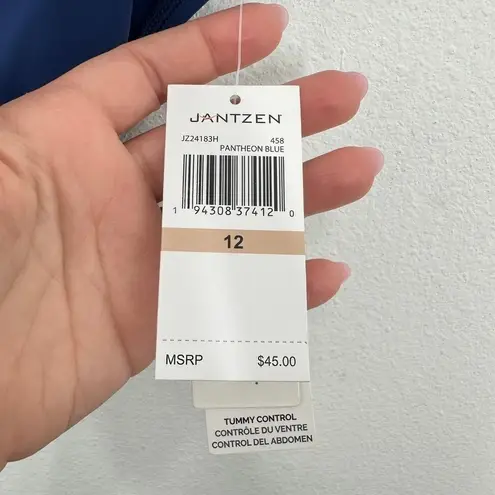 JANTZEN
JZ24183H 458
PANTHEON BLUE
1 94308 37412 0
12
MSRP $45.00
TUMMY CONTROL
CONTRÔLE DU VENTRE
CONTROL DEL ABDOMEN